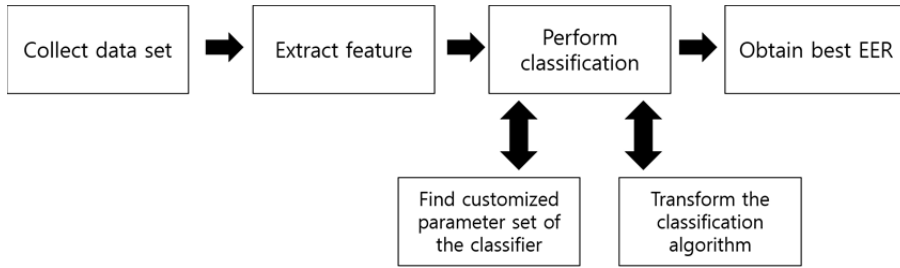 Collect data set
Extract feature
Perform
classification
Obtain best EER
Find customized
parameter set of
the classifier
Transform the
classification
algorithm